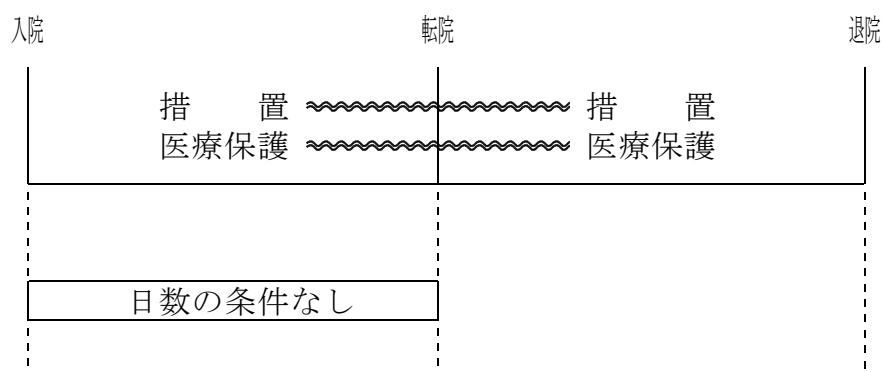 入院 転院 退院
措 置 措 置
医療保護 医療保護
日数の条件なし